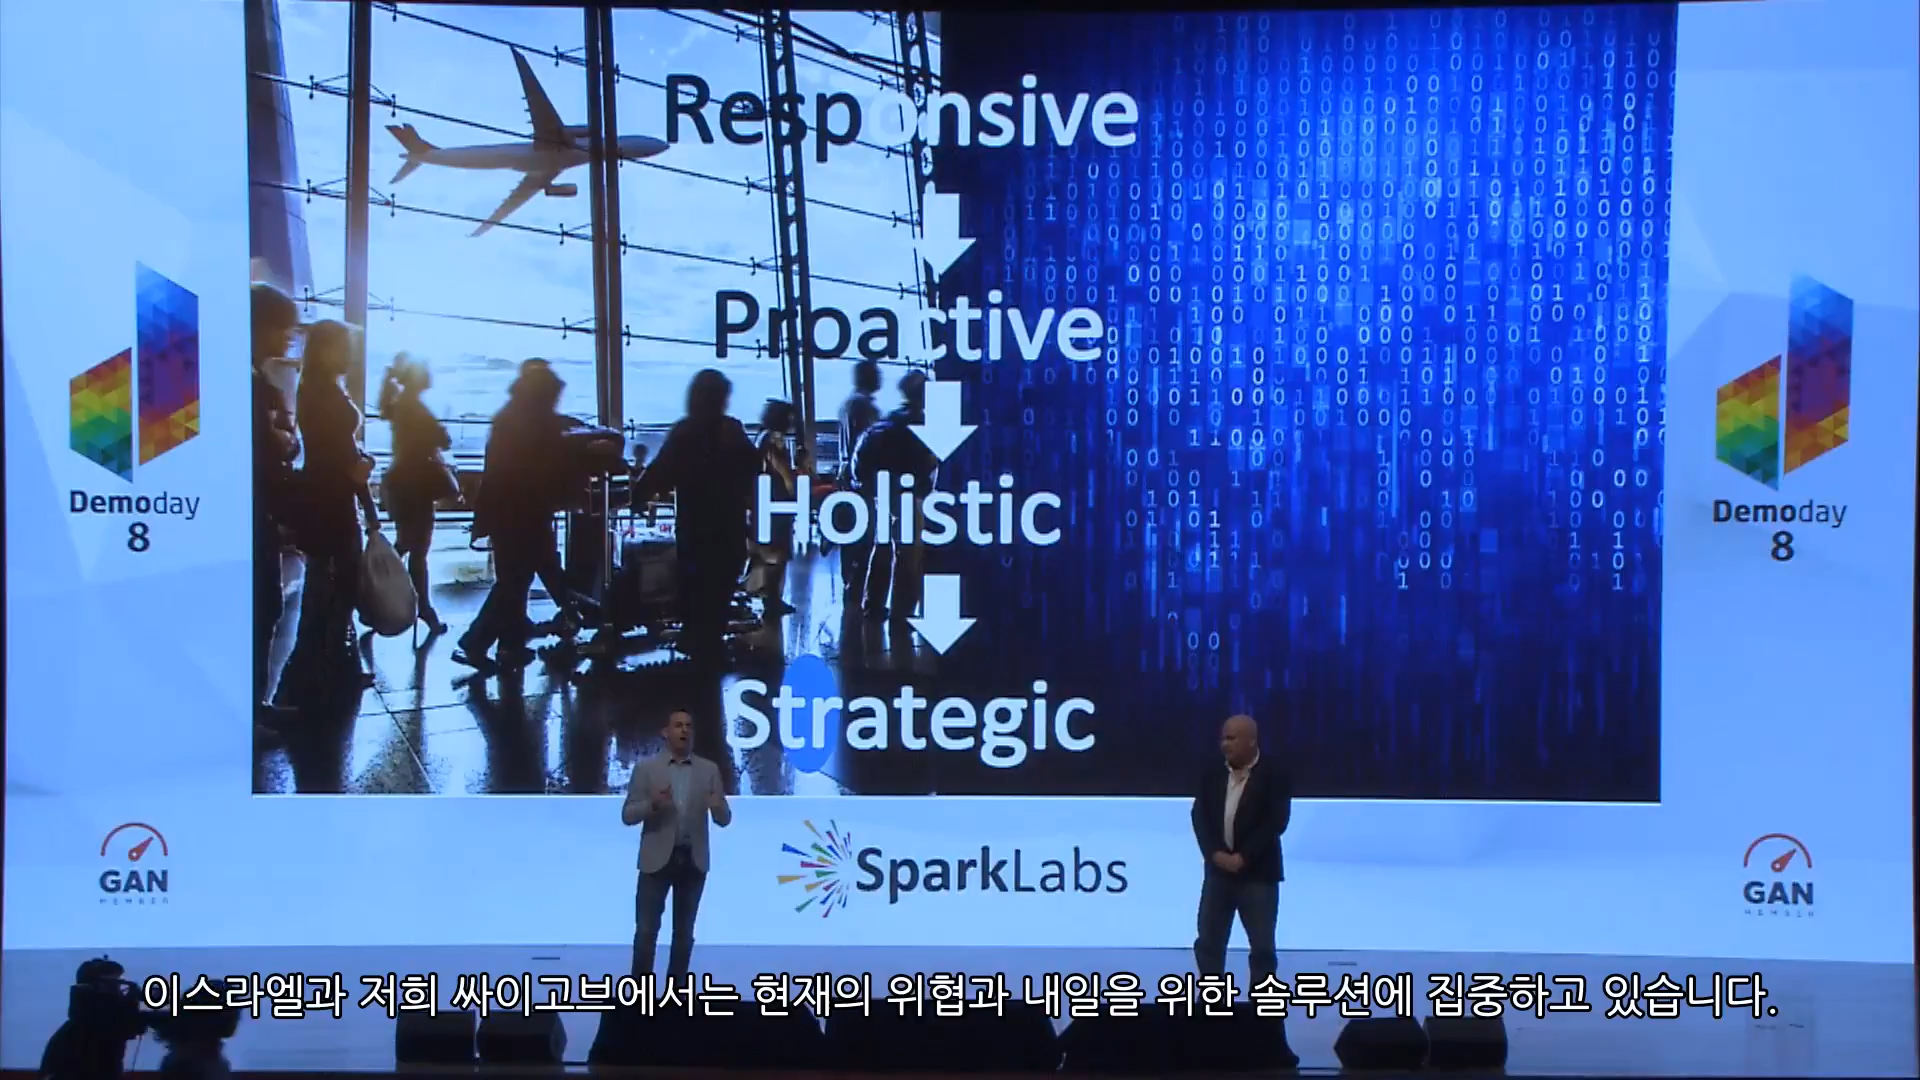 Responsive
Proactive
Holistic
Strategic
Demoday
8
Demoday
8
GAN
MEMBER
SparkLabs
GAN
MEMBER
이스라엘과 저희 싸이고브에서는 현재의 위협과 내일을 위한 솔루션에 집중하고 있습니다.